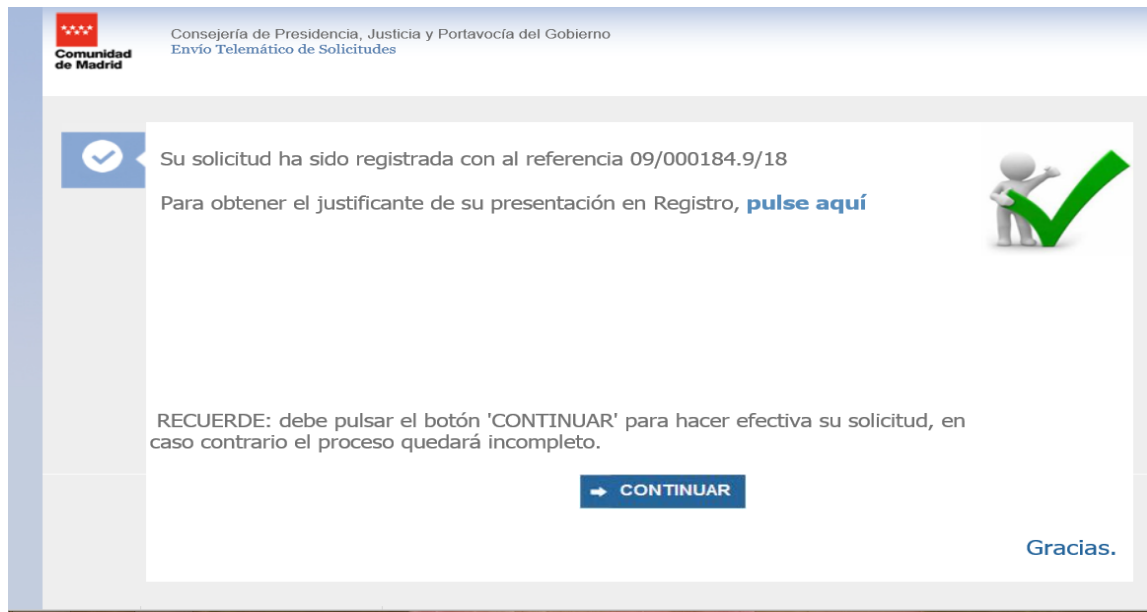 Comunidad
de Madrid
Consejería de Presidencia, Justicia y Portavocía del Gobierno
Envío Telemático de Solicitudes
Su solicitud ha sido registrada con al referencia 09/000184.9/18
Para obtener el justificante de su presentación en Registro, pulse aquí
RECUERDE: debe pulsar el botón 'CONTINUAR' para hacer efectiva su solicitud, en
caso contrario el proceso quedará incompleto.
CONTINUAR
Gracias.